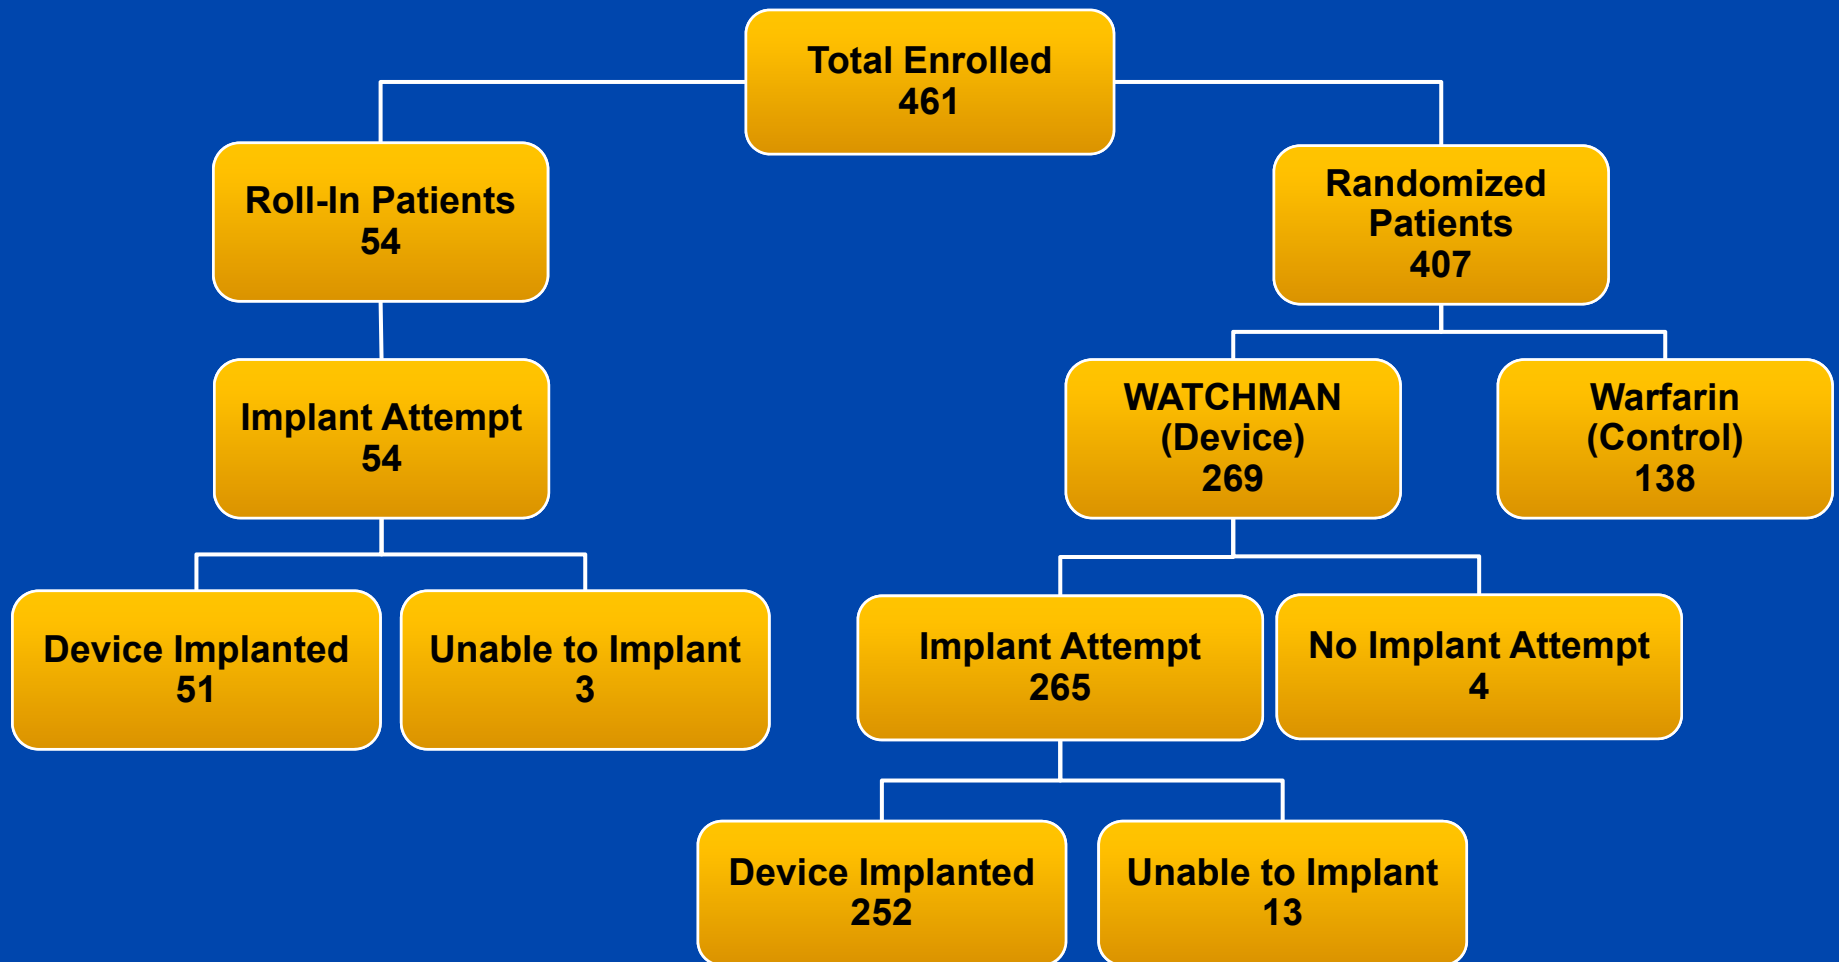 Total Enrolled
461
Roll-In Patients
54
Randomized
Patients
407
Implant Attempt
54
WATCHMAN
(Device)
269
Warfarin
(Control)
138
Device Implanted
51
Unable to Implant
3
Implant Attempt
265
No Implant Attempt
4
Device Implanted
252
Unable to Implant
13